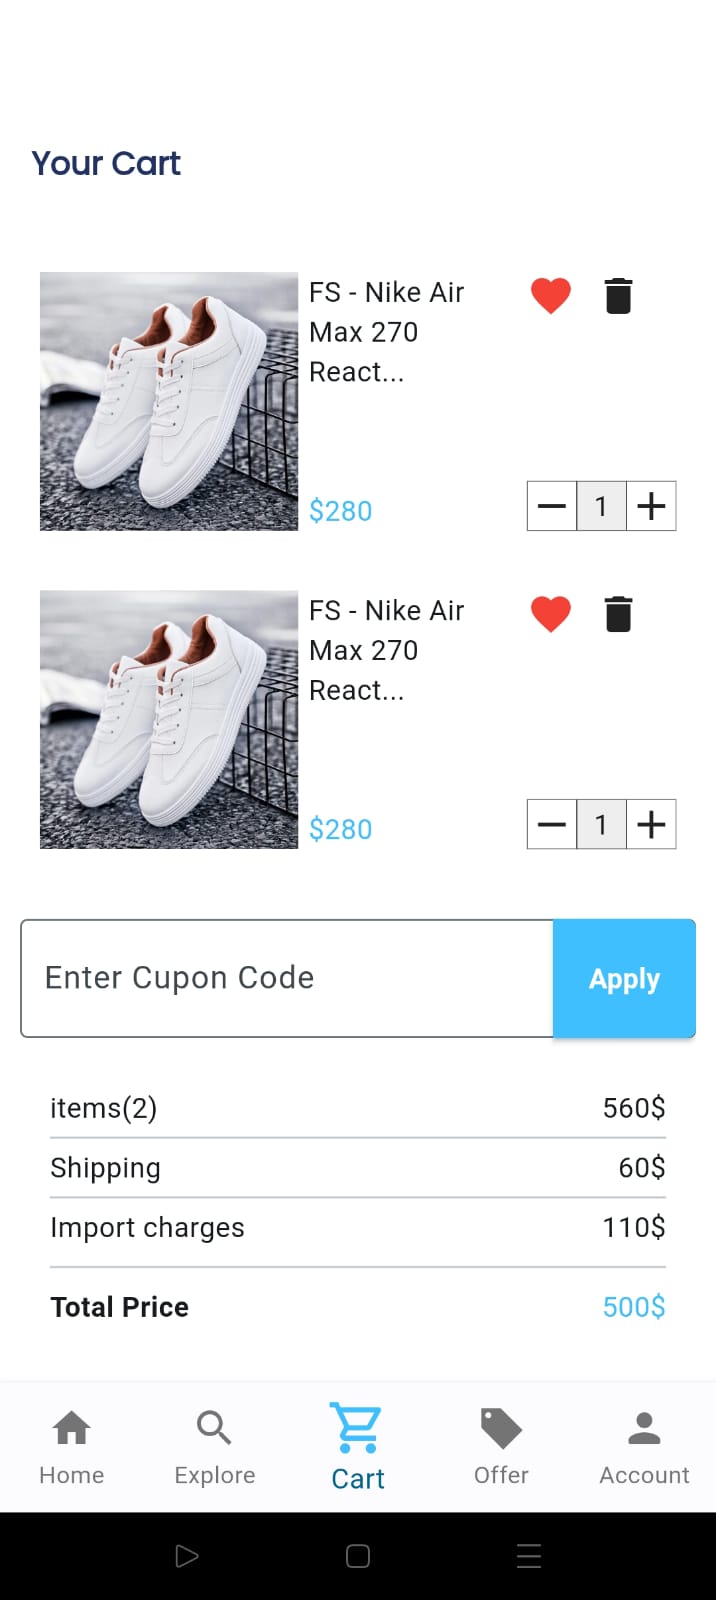 Your Cart
FS - Nike Air
Max 270
React...
$280
1
FS - Nike Air
Max 270
React...
$280
1
Enter Cupon Code
Apply
items(2) 560$
Shipping 60$
Import charges 110$
Total Price 500$
Home Explore Cart Offer Account